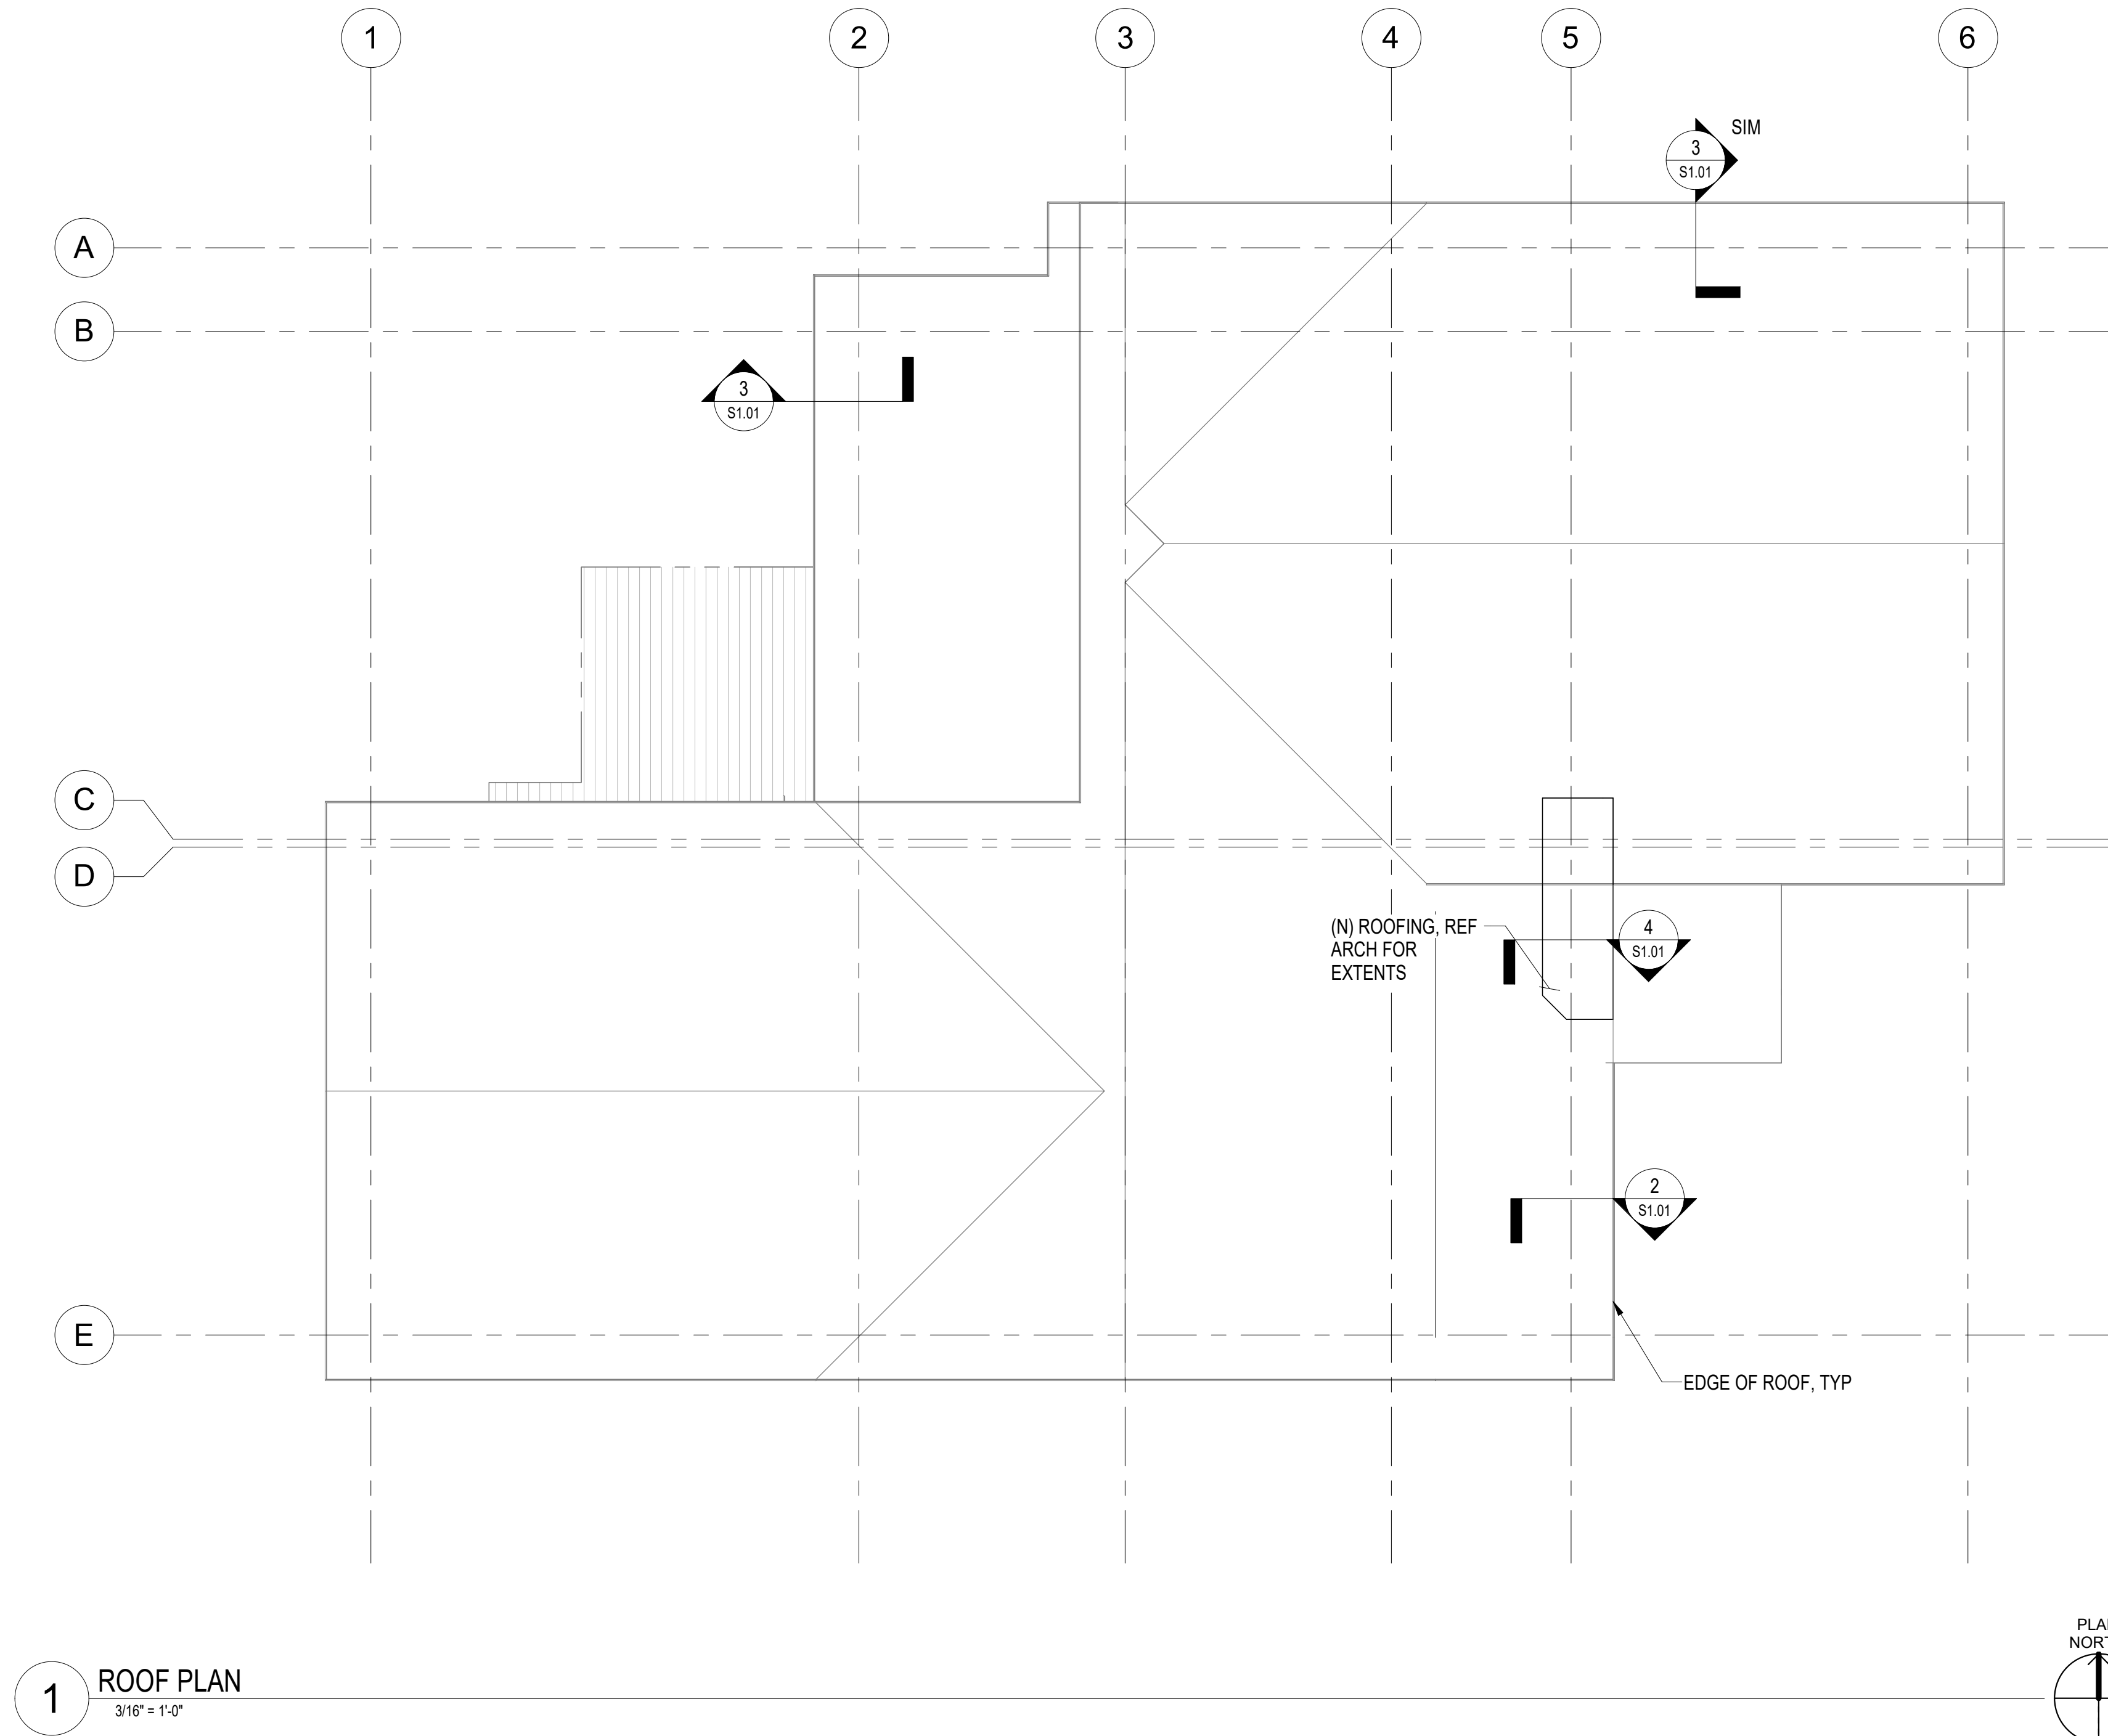 1
2
3
4
5
6
3
S1.01
SIM
A
B
3
S1.01
C
D
(N) ROOFING, REF
ARCH FOR
EXTENTS
4
S1.01
2
S1.01
E
EDGE OF ROOF, TYP
1
ROOF PLAN
3/16" = 1'-0"